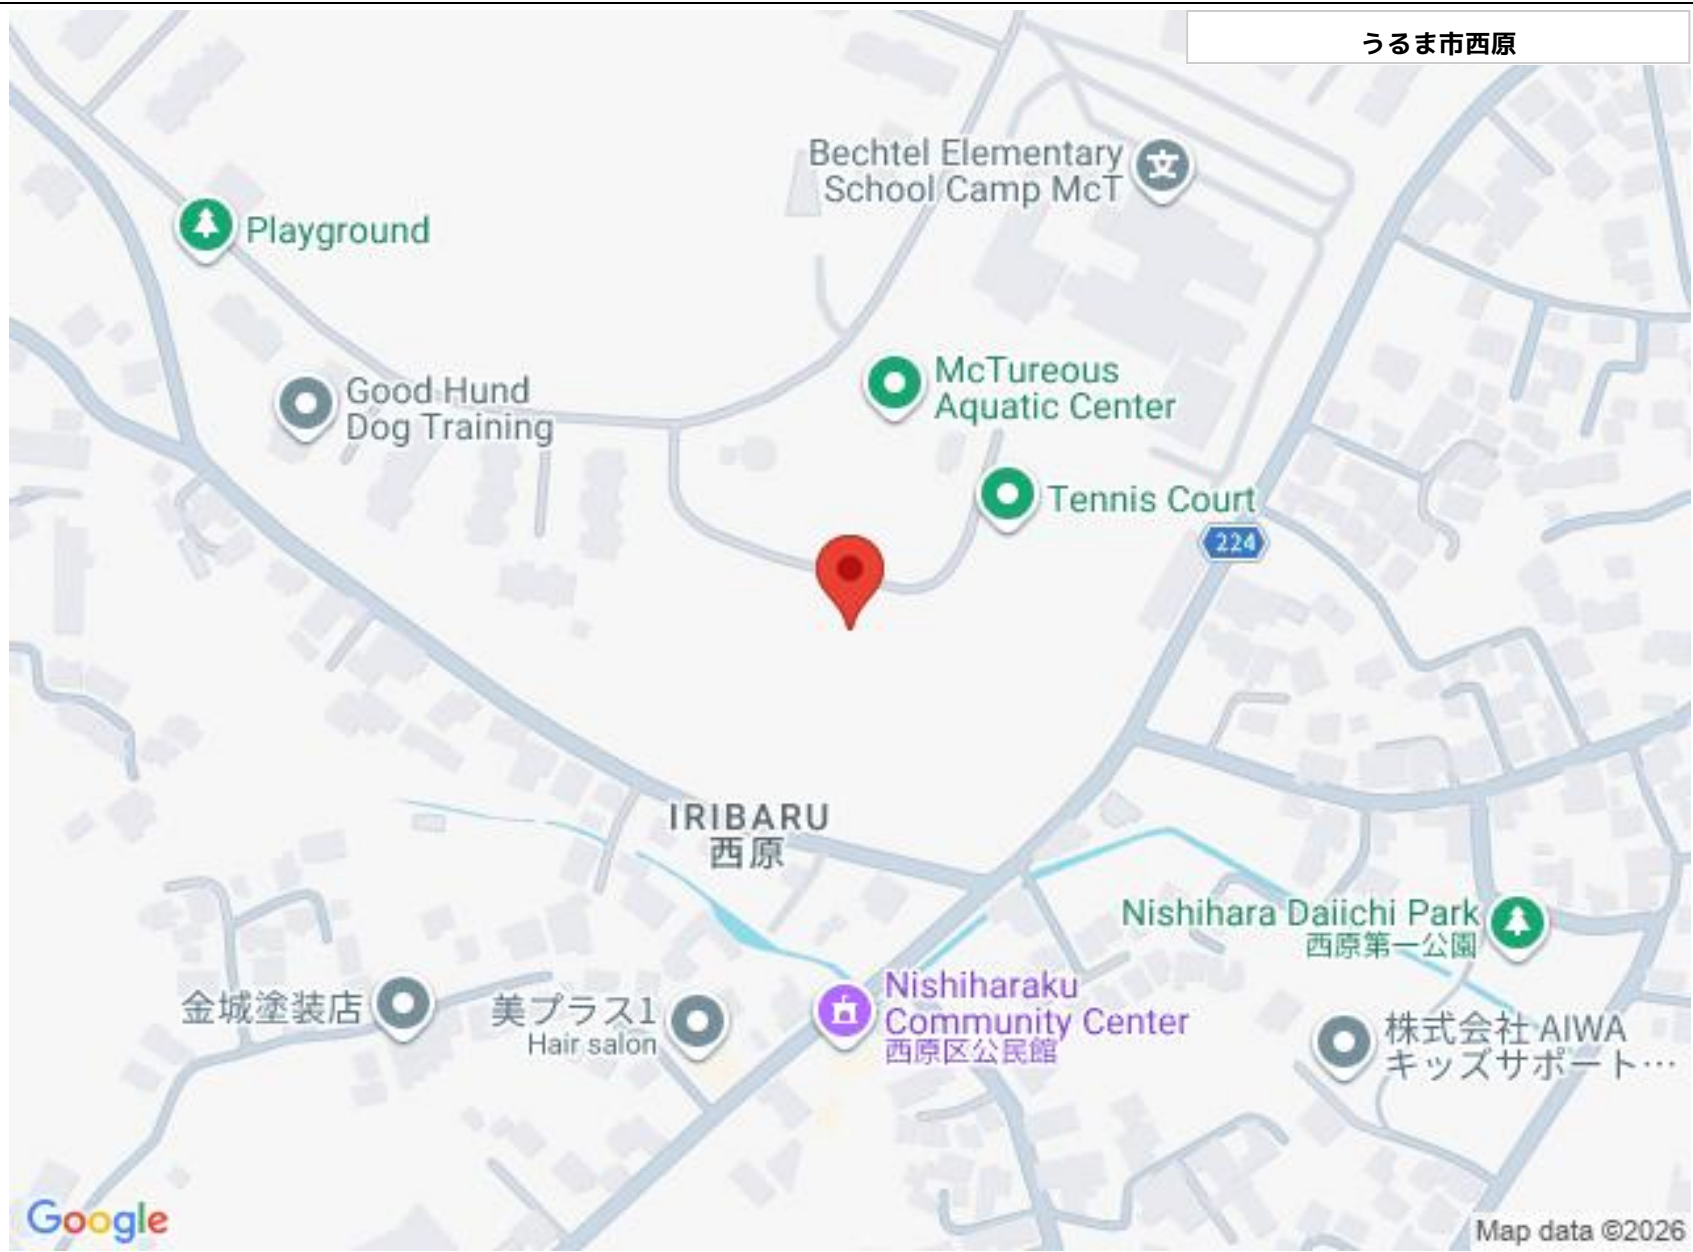 うるま市西原
Bechtel Elementary
School Camp McT
Playground
McTureous
Aquatic Center
Good Hund
Dog Training
Tennis Court
224
IRIBARU
西原
Nishihara Daiichi Park
西原第一公園
Nishiharaku
Community Center
西原区公民館
金城塗装店
美プラス1
Hair salon
株式会社 AIWA
キッズサポート…
Google
Map data ©2026